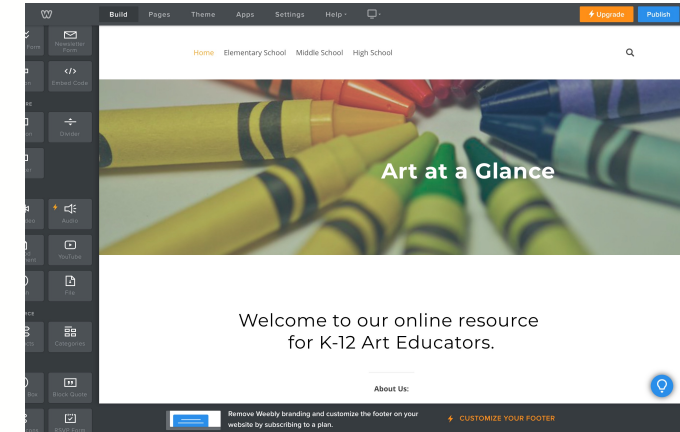 Build Pages Theme Apps Settings Help
Upgrade Publish
Form Newsletter Form
Embed Code
Divider
Audio
YouTube
File
Categories
Box Block Quote
RSVP Form
Home Elementary School Middle School High School
Art at a Glance
Welcome to our online resource
for K-12 Art Educators.
About Us:
Remove Weebly branding and customize the footer on your
website by subscribing to a plan.
CUSTOMIZE YOUR FOOTER